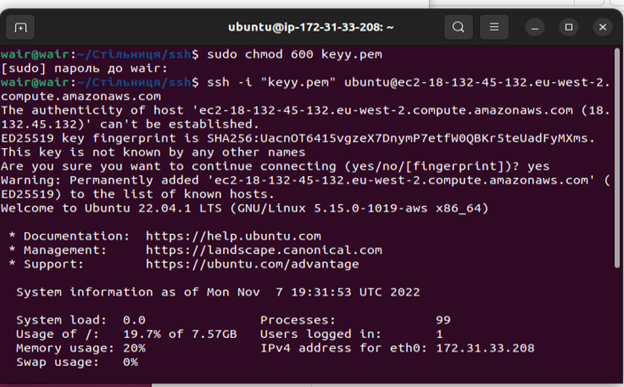 ubuntu@ip-172-31-33-208: ~
wair@wair:~/Стільниця/ssh$ sudo chmod 600 keyy.pem
[sudo] пароль до wair:
wair@wair:~/Стільниця/ssh$ ssh -i "keyy.pem" ubuntu@ec2-18-132-45-132.eu-west-2.
compute.amazonaws.com
The authenticity of host 'ec2-18-132-45-132.eu-west-2.compute.amazonaws.com (18.
132.45.132)' can't be established.
ED25519 key fingerprint is SHA256:UacnOT6415vgzeX7DnymP7etfW0QBKr5teUadFyMXms.
This key is not known by any other names
Are you sure you want to continue connecting (yes/no/[fingerprint])? yes
Warning: Permanently added 'ec2-18-132-45-132.eu-west-2.compute.amazonaws.com' (
ED25519) to the list of known hosts.
Welcome to Ubuntu 22.04.1 LTS (GNU/Linux 5.15.0-1019-aws x86_64)
* Documentation:  https://help.ubuntu.com
* Management:     https://landscape.canonical.com
* Support:        https://ubuntu.com/advantage
System information as of Mon Nov  7 19:31:53 UTC 2022
System load:  0.0               Processes:             99
Usage of /:   19.7% of 7.57GB   Users logged in:       1
Memory usage: 20%               IPv4 address for eth0: 172.31.33.208
Swap usage:   0%